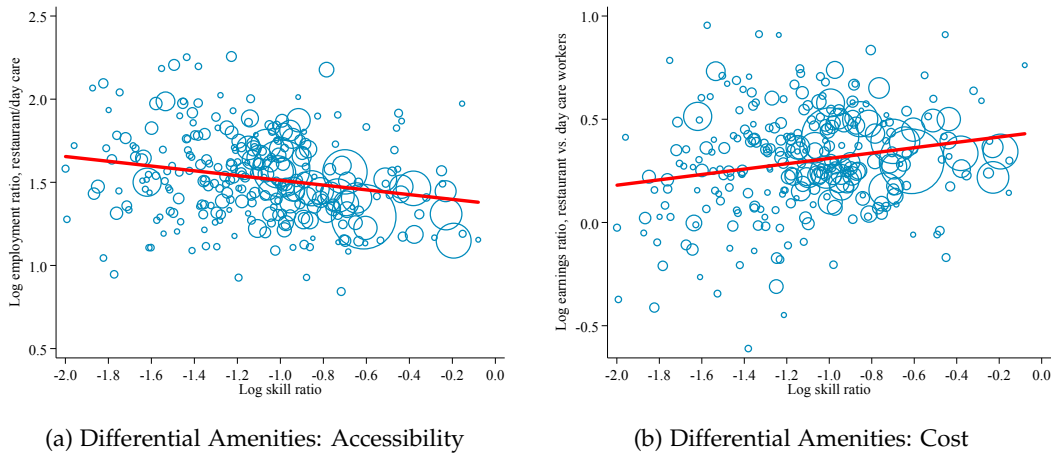 Log employment ratio, restaurant/day care
2.5
2.0
1.5
1.0
0.5
-2.0 -1.8 -1.6 -1.4 -1.2 -1.0 -0.8 -0.6 -0.4 -0.2 0.0
Log skill ratio
(a) Differential Amenities: Accessibility
Log earnings ratio, restaurant vs. day care workers
1.0
0.5
0.0
-0.5
-2.0 -1.8 -1.6 -1.4 -1.2 -1.0 -0.8 -0.6 -0.4 -0.2 0.0
Log skill ratio
(b) Differential Amenities: Cost